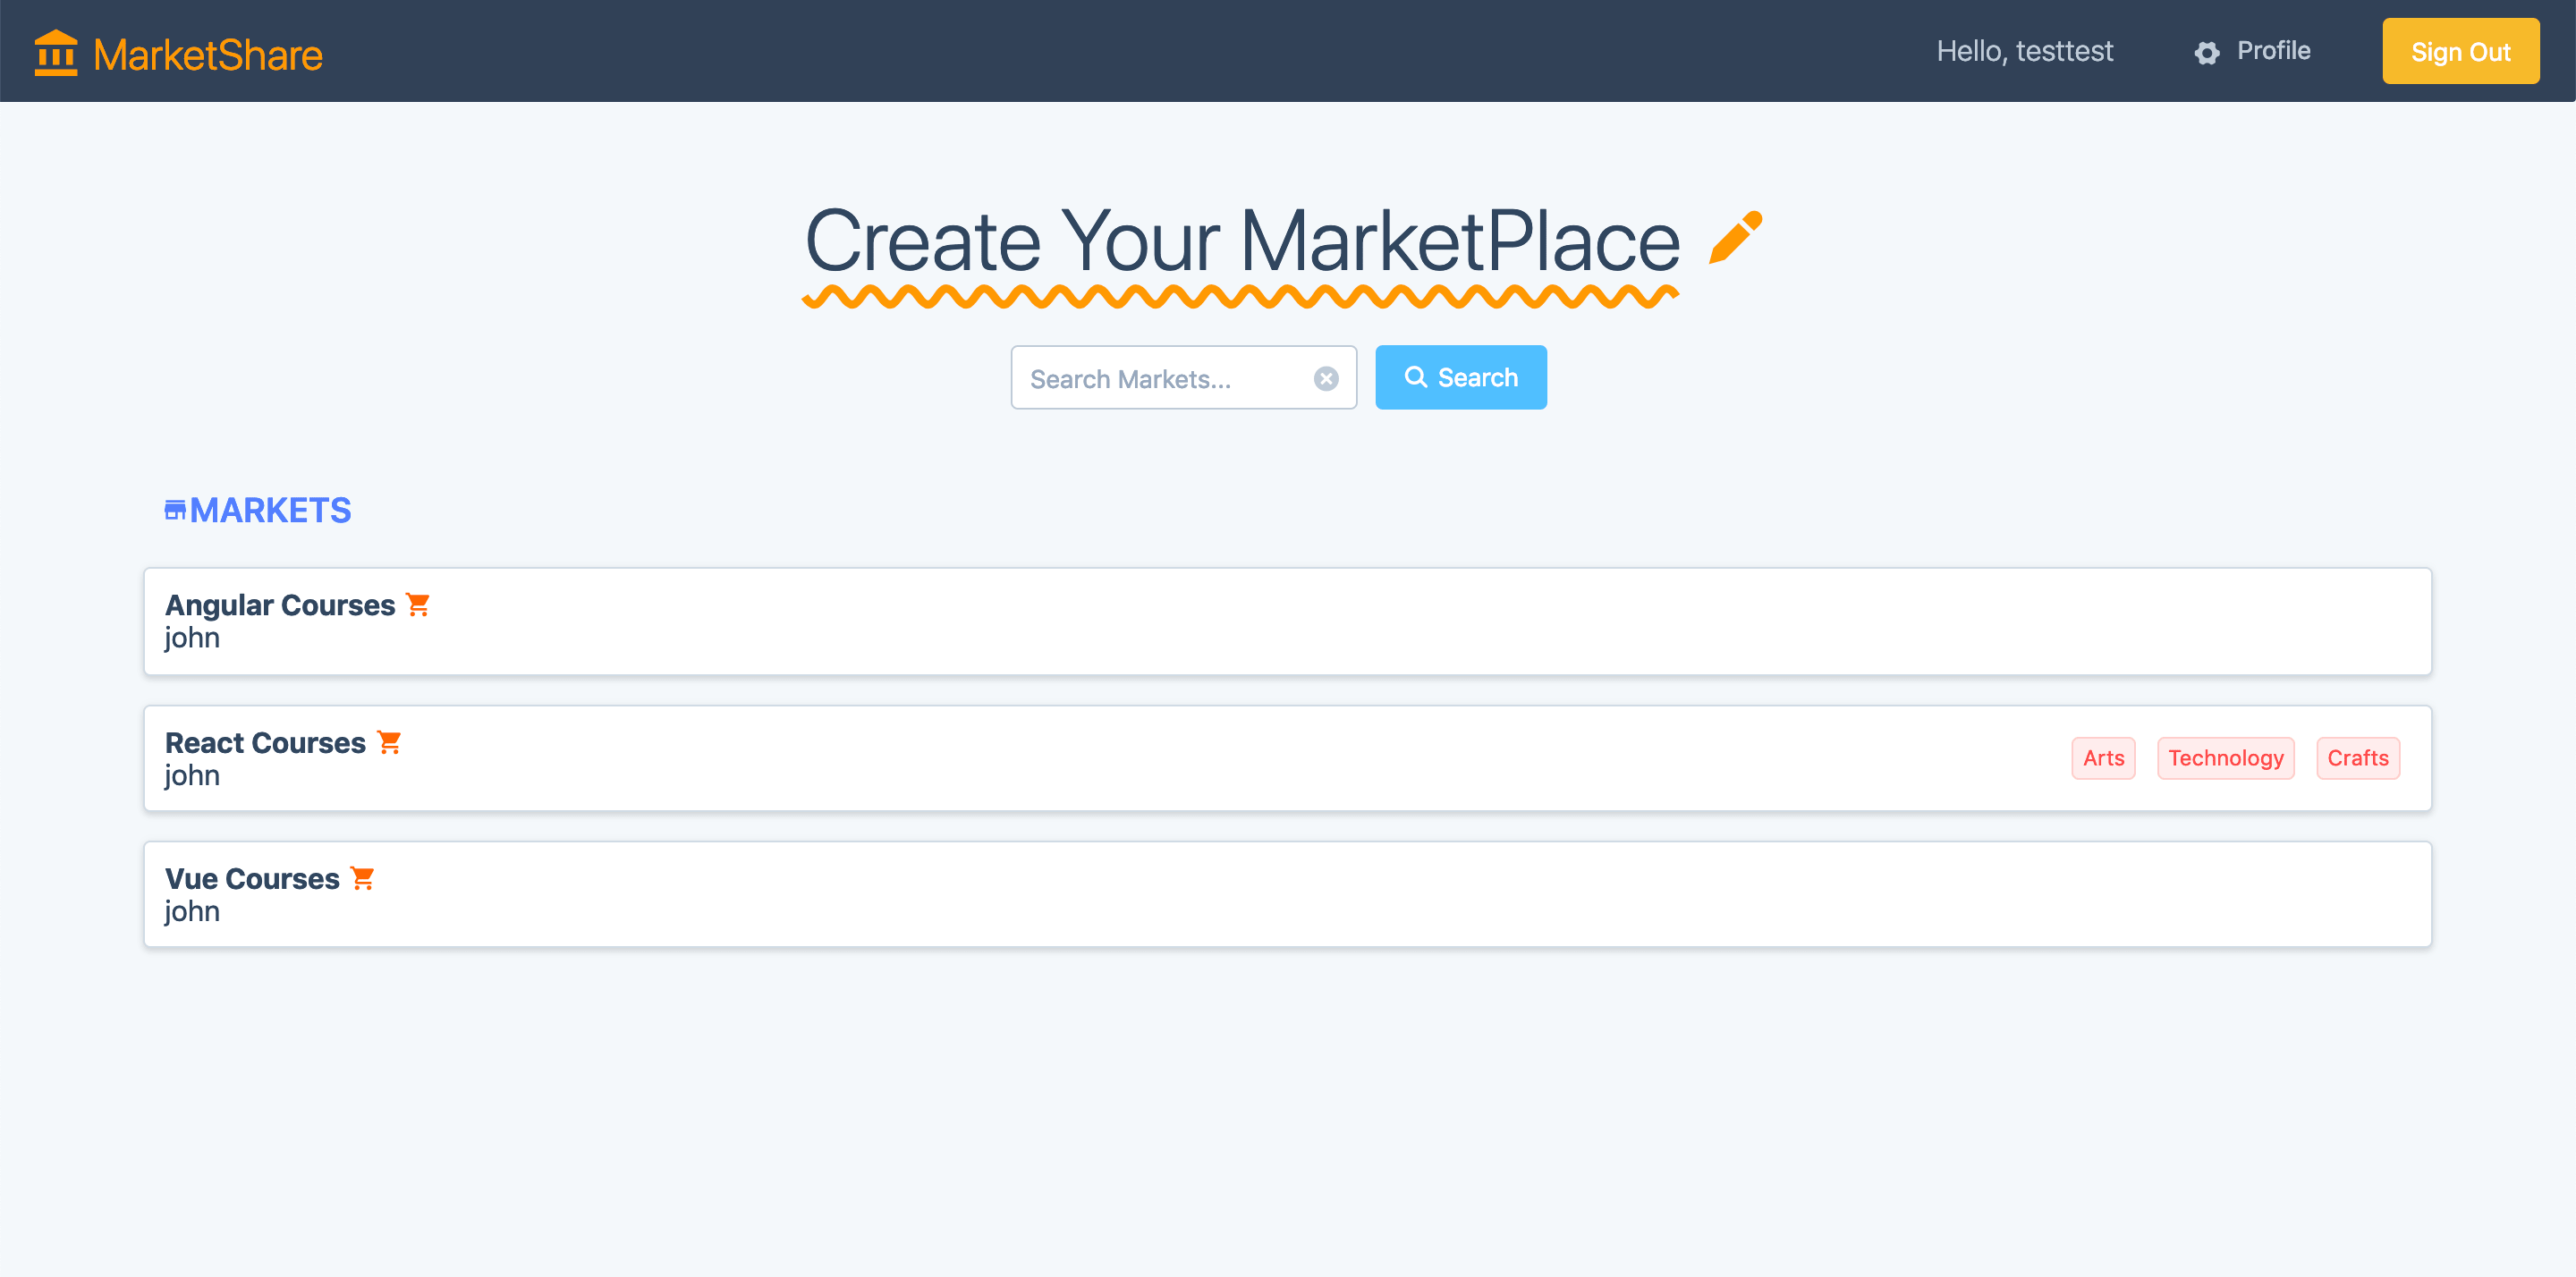 MarketShare
Hello, testtest
Profile
Sign Out
Create Your MarketPlace
Search Markets...
Search
MARKETS
Angular Courses
john
React Courses
john
Arts Technology Crafts
Vue Courses
john